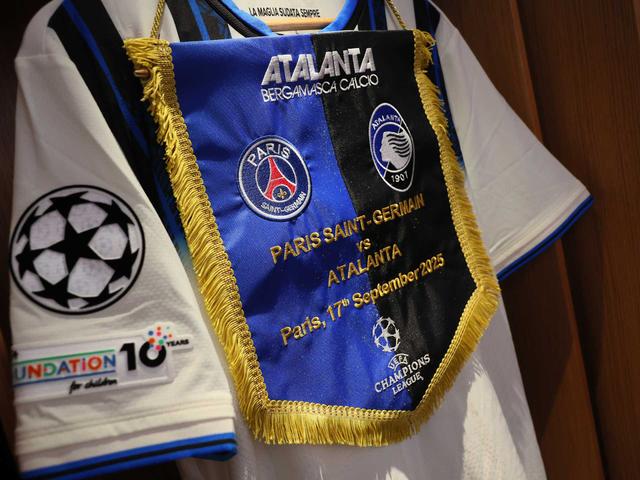 LA MAGLIA SUDATA SEMPRE
ATALANTA
BERGAMASCA CALCIO
PARIS
SAINT-GERMAIN
ATALANTA
1907
PARIS SAINT-GERMAIN
vs
ATALANTA
Paris, 17th September 2025
UEFA
CHAMPIONS
LEAGUE
UNDATION
for children
10
YEARS